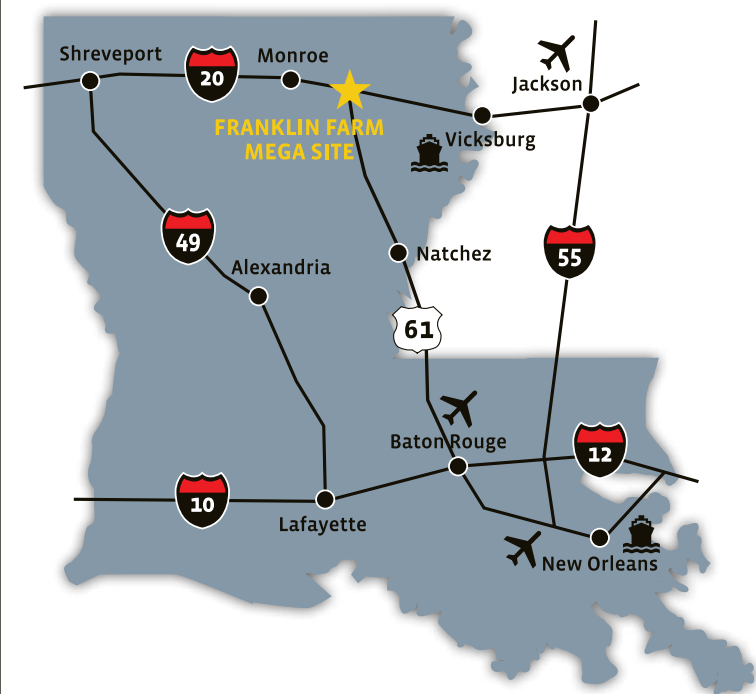 Shreveport
Monroe
Jackson
20
FRANKLIN FARM
MEGA SITE
Vicksburg
49
Natchez
55
Alexandria
61
Baton Rouge
12
10
Lafayette
New Orleans